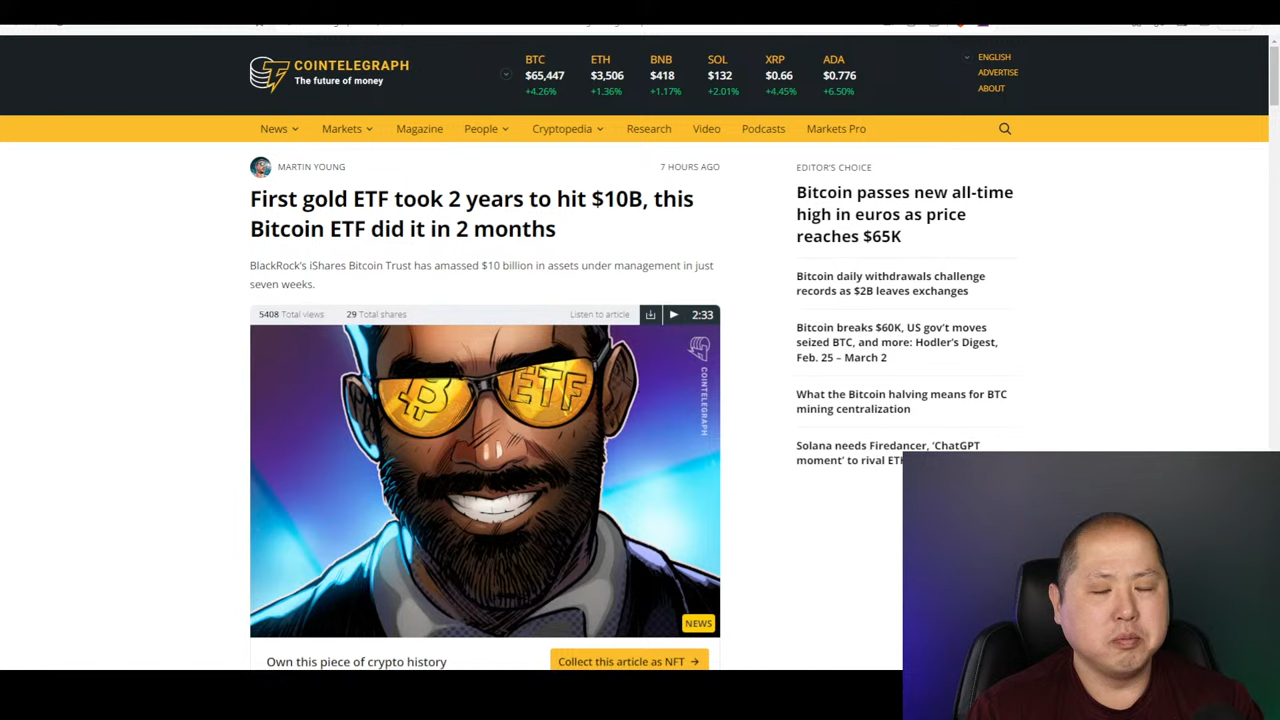 COINTELEGRAPH
The future of money
BTC ETH BNB SOL XRP ADA
$65,447 $3,506 $418 $132 $0.66 $0.776
+4.26% +1.36% +1.17% +2.01% +4.45% +6.50%
ENGLISH
ADVERTISE
ABOUT
News Markets Magazine People Cryptopedia Research Video Podcasts Markets Pro
MARTIN YOUNG 7 HOURS AGO
First gold ETF took 2 years to hit $10B, this
Bitcoin ETF did it in 2 months
BlackRock’s iShares Bitcoin Trust has amassed $10 billion in assets under management in just
seven weeks.
5408 Total views 29 Total shares Listen to article 2:33
ETF
COINTELEGRAPH
NEWS
Own this piece of crypto history Collect this article as NFT →
EDITOR’S CHOICE
Bitcoin passes new all-time
high in euros as price
reaches $65K
Bitcoin daily withdrawals challenge
records as $2B leaves exchanges
Bitcoin breaks $60K, US gov’t moves
seized BTC, and more: Hodler’s Digest,
Feb. 25 – March 2
What the Bitcoin halving means for BTC
mining centralization
Solana needs Firedancer, ‘ChatGPT
moment’ to rival